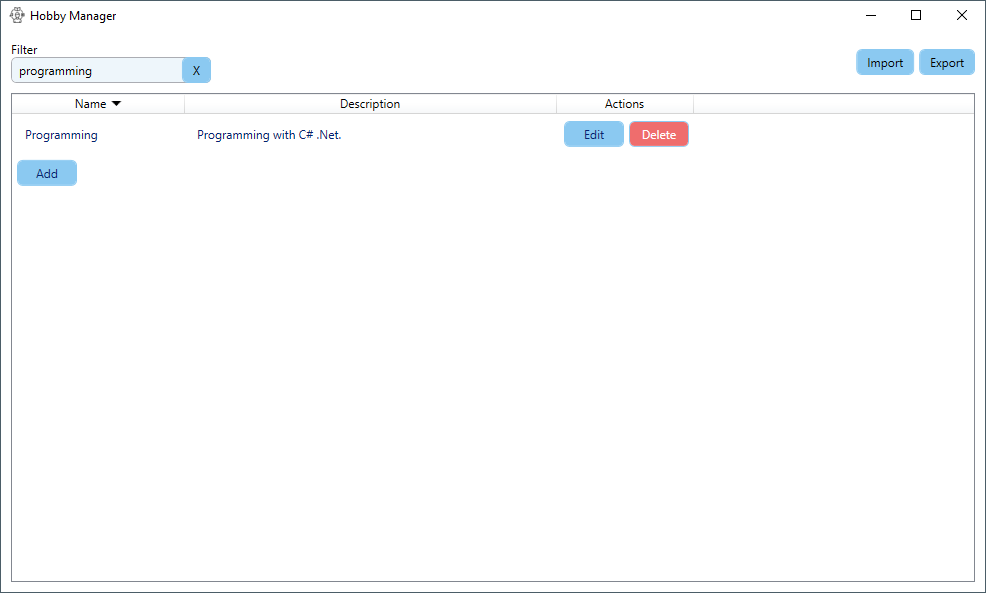 Hobby Manager
Filter
programming X
Import Export
Name Description Actions
Programming Programming with C# .Net. Edit Delete
Add